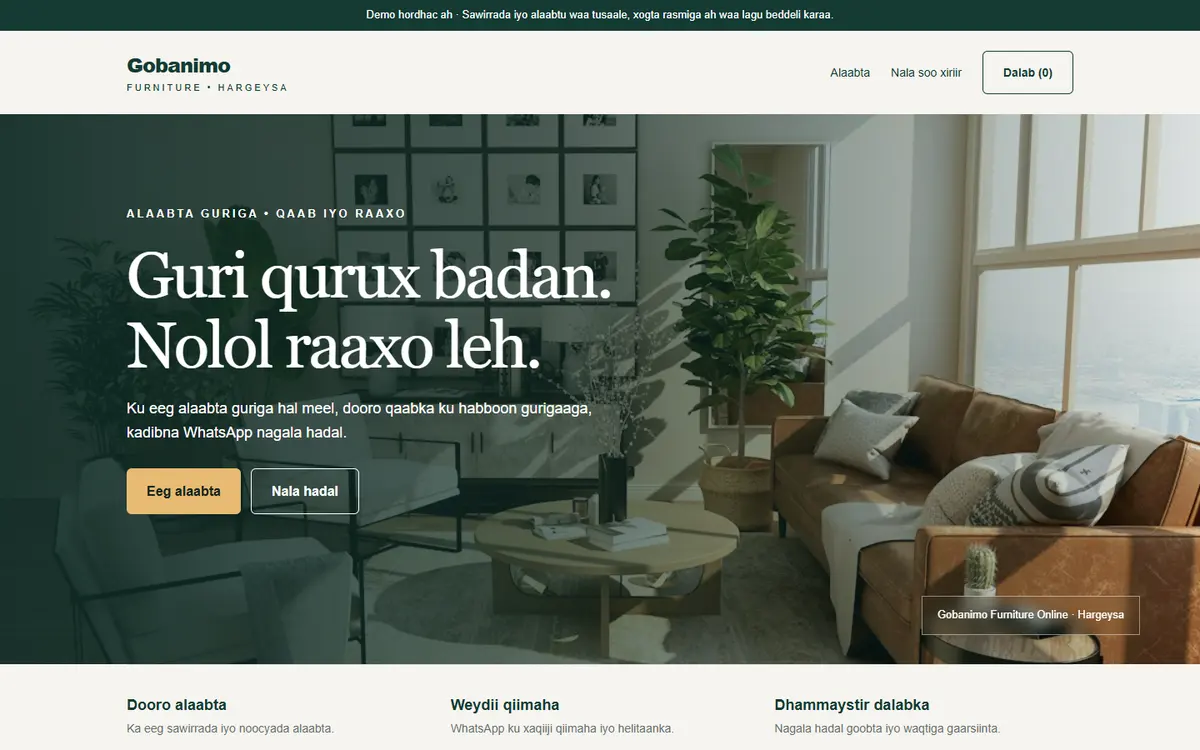 Demo hordhac ah · Sawirrada iyo alaabtu waa tusaale, xogta rasmiga ah waa lagu beddeli karaa.
Gobanimo
FURNITURE • HARGEYSA
Alaabta
Nala soo xiriir
Dalab (0)
ALAABTA GURIGA • QAAB IYO RAAXO
Guri qurux badan.
Nolol raaxo leh.
Ku eeg alaabta guriga hal meel, dooro qaabka ku habboon gurigaaga,
kadibna WhatsApp nagala hadal.
Eeg alaabta
Nala hadal
Gobanimo Furniture Online · Hargeysa
Dooro alaabta
Ka eeg sawirrada iyo noocyada alaabta.
Weydii qiimaha
WhatsApp ku xaqiiji qiimaha iyo helitaanka.
Dhammaystir dalabka
Nagala hadal goobta iyo waqtiga gaarsiinta.